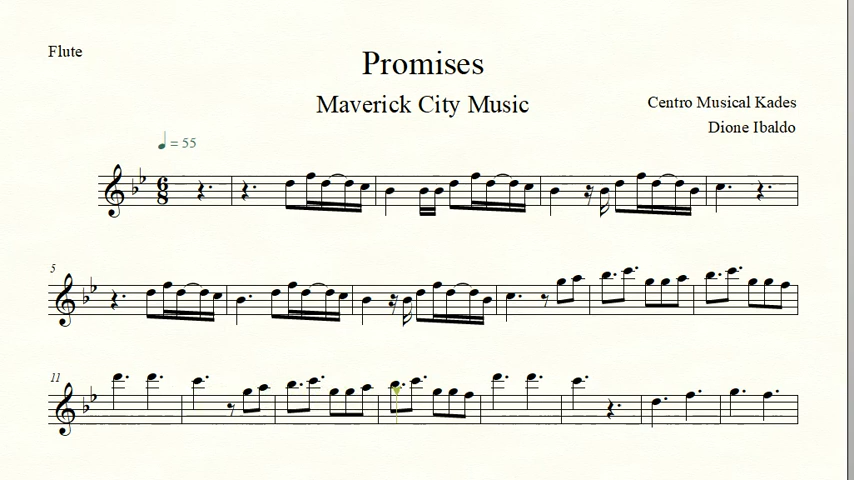 Flute
Promises
Maverick City Music
Centro Musical Kades
Dione Ibaldo
♩ = 55
6
8
5
11